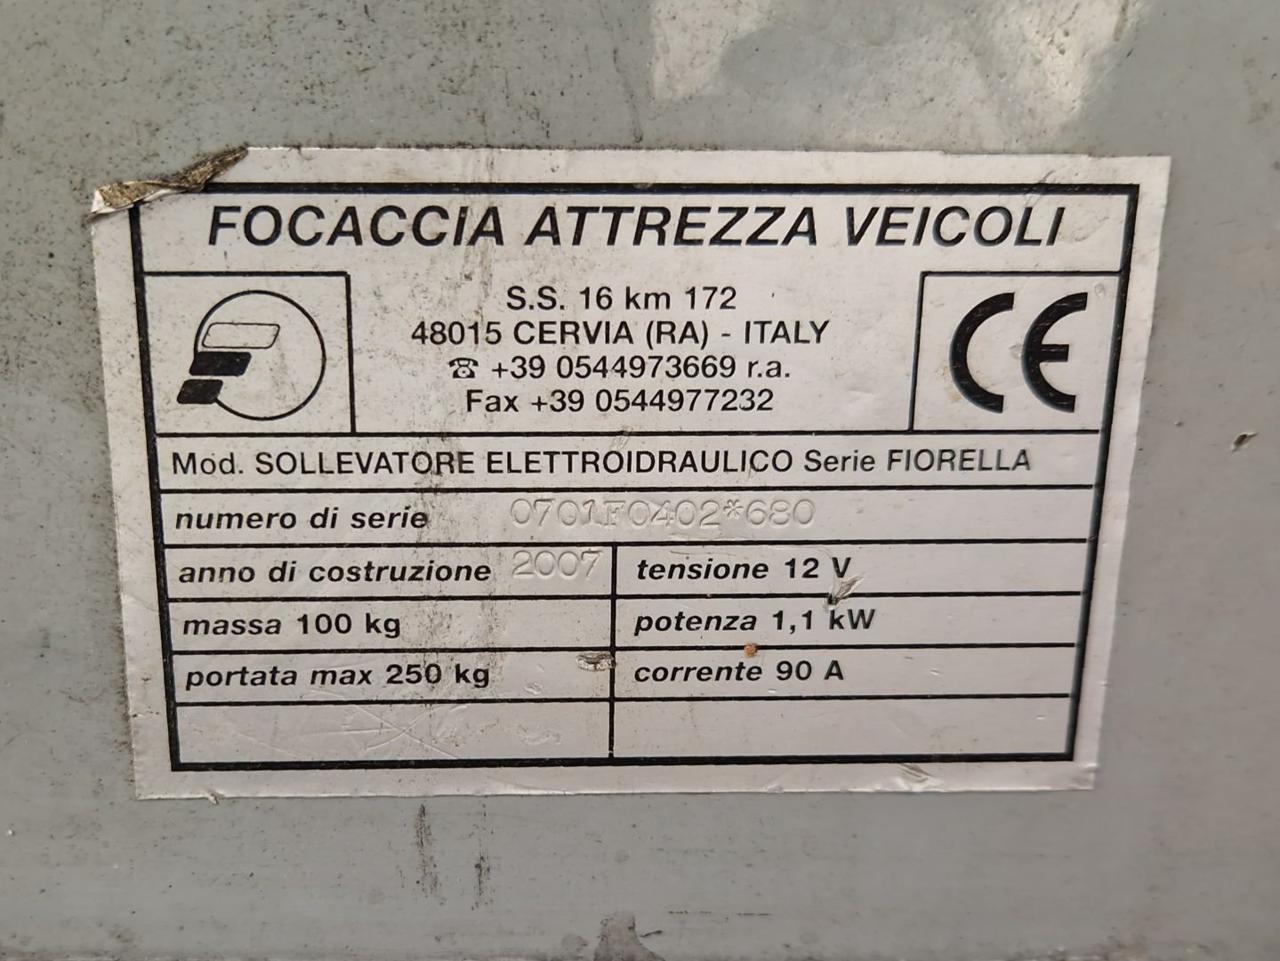 FOCACCIA ATTREZZA VEICOLI
S.S. 16 km 172
48015 CERVIA (RA) - ITALY
☎ +39 0544973669 r.a.
Fax +39 0544977232
CE
Mod. SOLLEVATORE ELETTROIDRAULICO Serie FIORELLA
numero di serie 0701F0402*680
anno di costruzione 2007 tensione 12 V
massa 100 kg potenza 1,1 kW
portata max 250 kg corrente 90 A